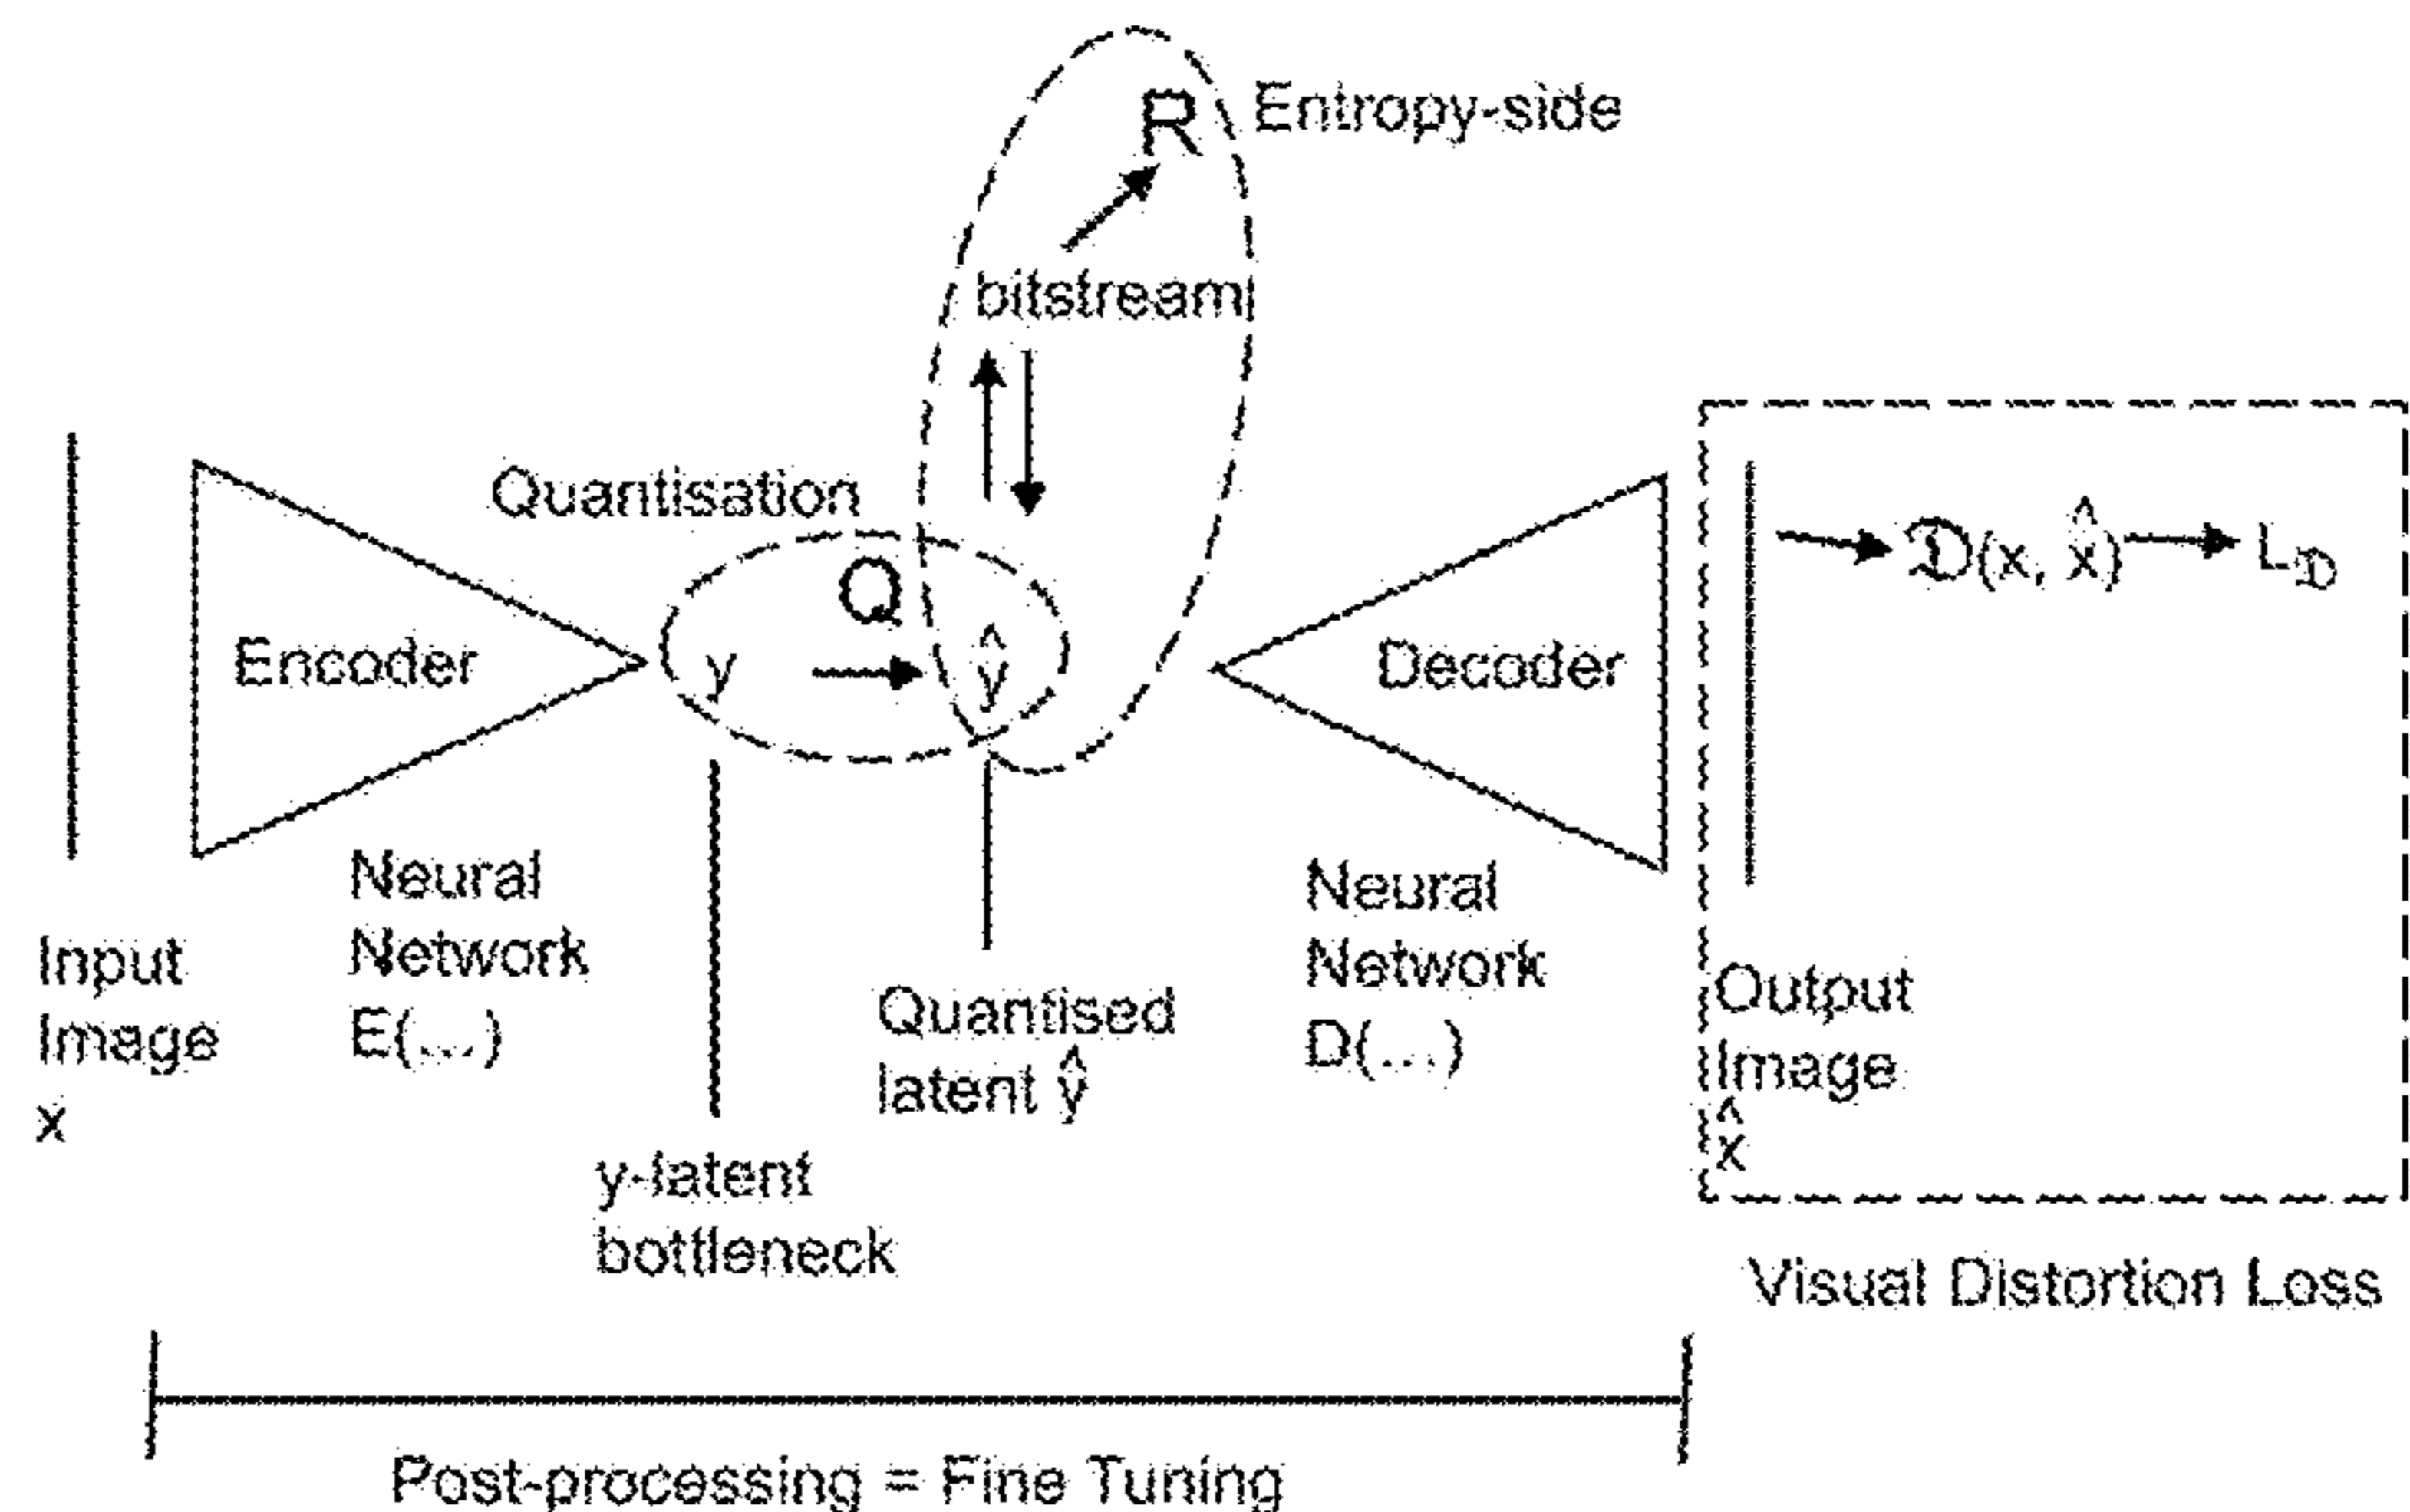 R
Entropy-side
bitstream
Quantisation
Q
y
ŷ
Encoder
Decoder
𝔇(x, x̂)
L𝔇
Neural
Network
E(...)
Input
Image
x
y-latent
bottleneck
Quantised
latent ŷ
Neural
Network
D(...)
Output
Image
x̂
Visual Distortion Loss
Post-processing = Fine Tuning